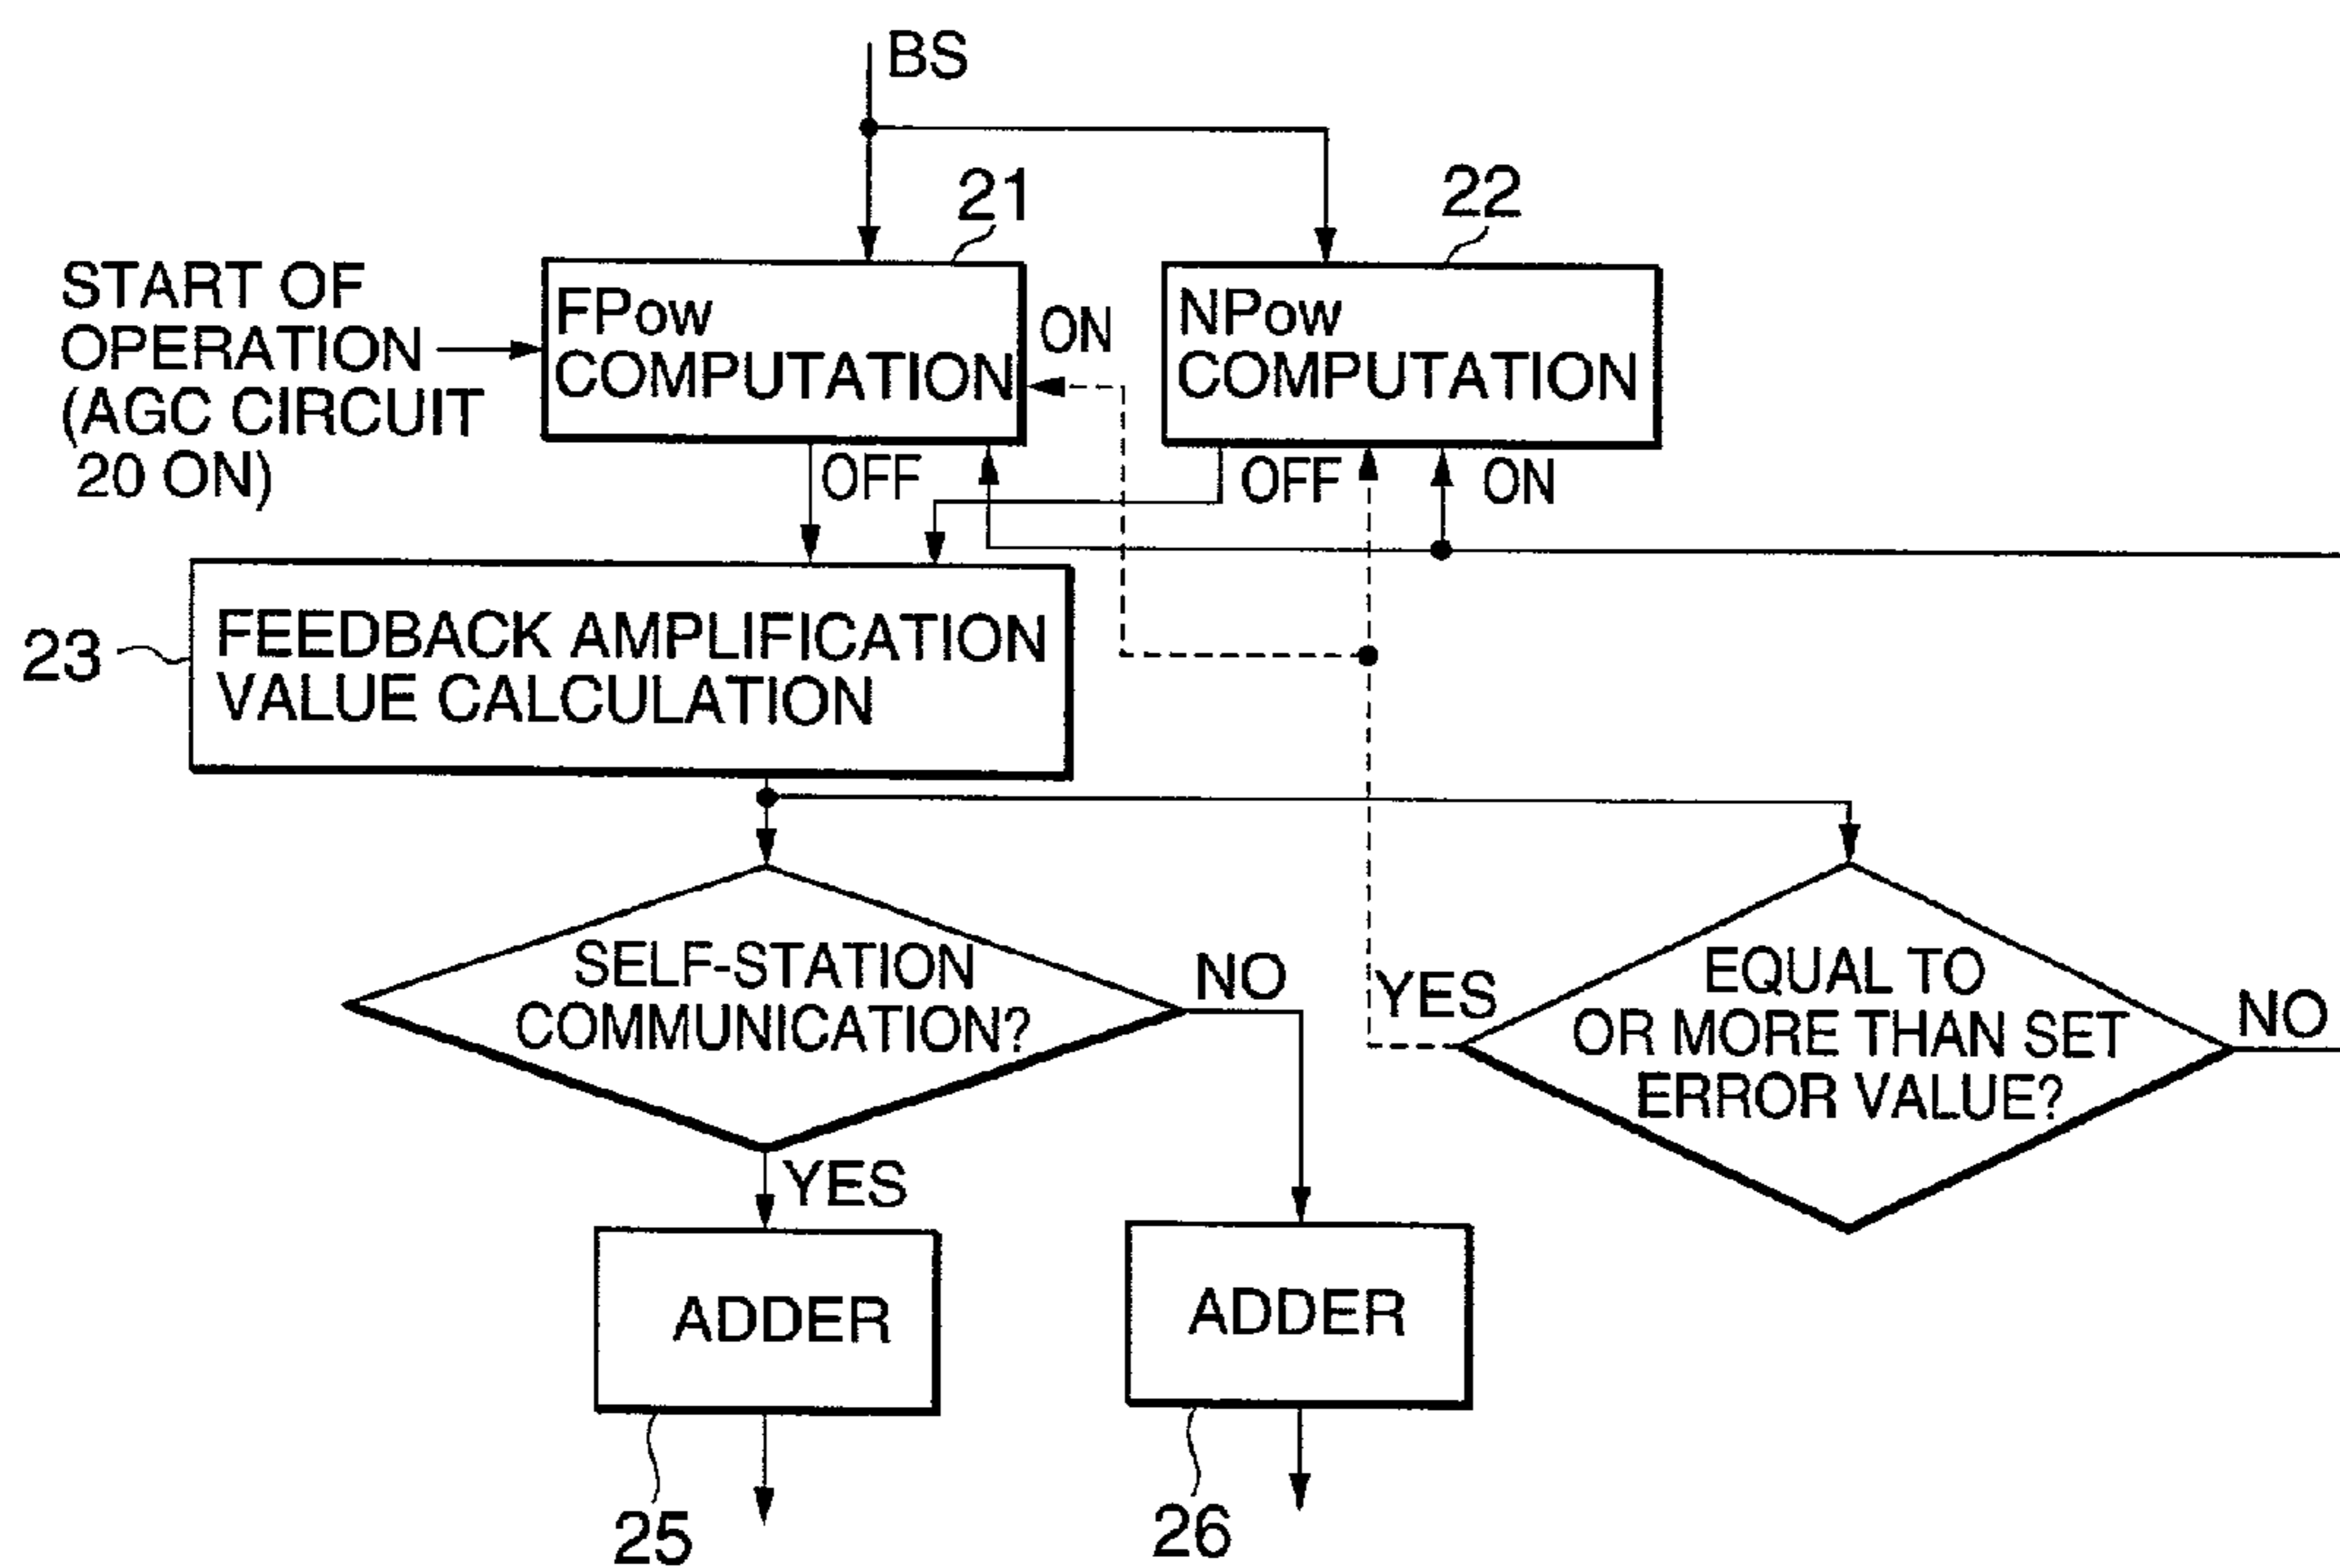 BS
21
22
START OF
OPERATION
(AGC CIRCUIT
20 ON)
FPow
COMPUTATION
ON
NPow
COMPUTATION
OFF
OFF
ON
23
FEEDBACK AMPLIFICATION
VALUE CALCULATION
SELF-STATION
COMMUNICATION?
NO
YES
EQUAL TO
OR MORE THAN SET
ERROR VALUE?
NO
YES
ADDER
ADDER
25
26